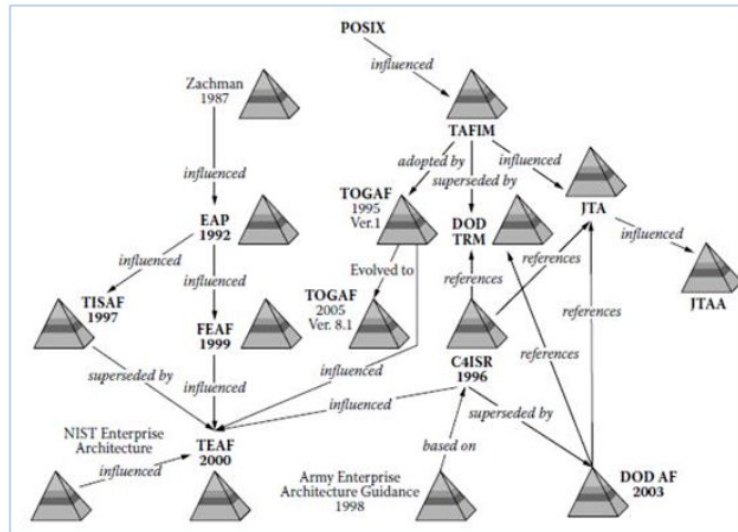 POSIX
influenced
Zachman
1987
TAFIM
influenced
adopted by
influenced
superseded by
TOGAF
1995
Ver.1
EAP
1992
DOD
TRM
JTA
influenced
influenced
influenced
Evolved to
references
references
JTAA
TISAF
1997
FEAF
1999
TOGAF
2005
Ver. 8.1
references
C4ISR
1996
references
superseded by
influenced
influenced
influenced
superseded by
NIST Enterprise
Architecture
influenced
TEAF
2000
based on
Army Enterprise
Architecture Guidance
1998
DOD AF
2003